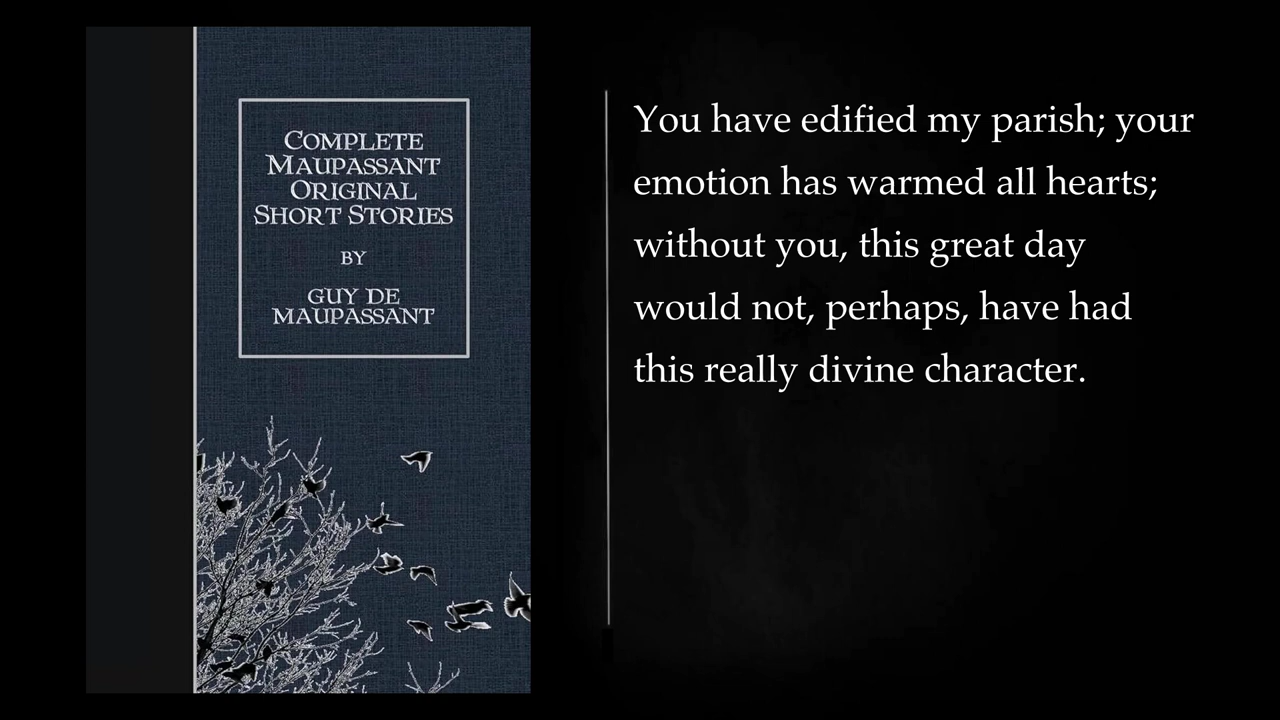 COMPLETE
MAUPASSANT
ORIGINAL
SHORT STORIES
BY
GUY DE
MAUPASSANT
You have edified my parish; your
emotion has warmed all hearts;
without you, this great day
would not, perhaps, have had
this really divine character.